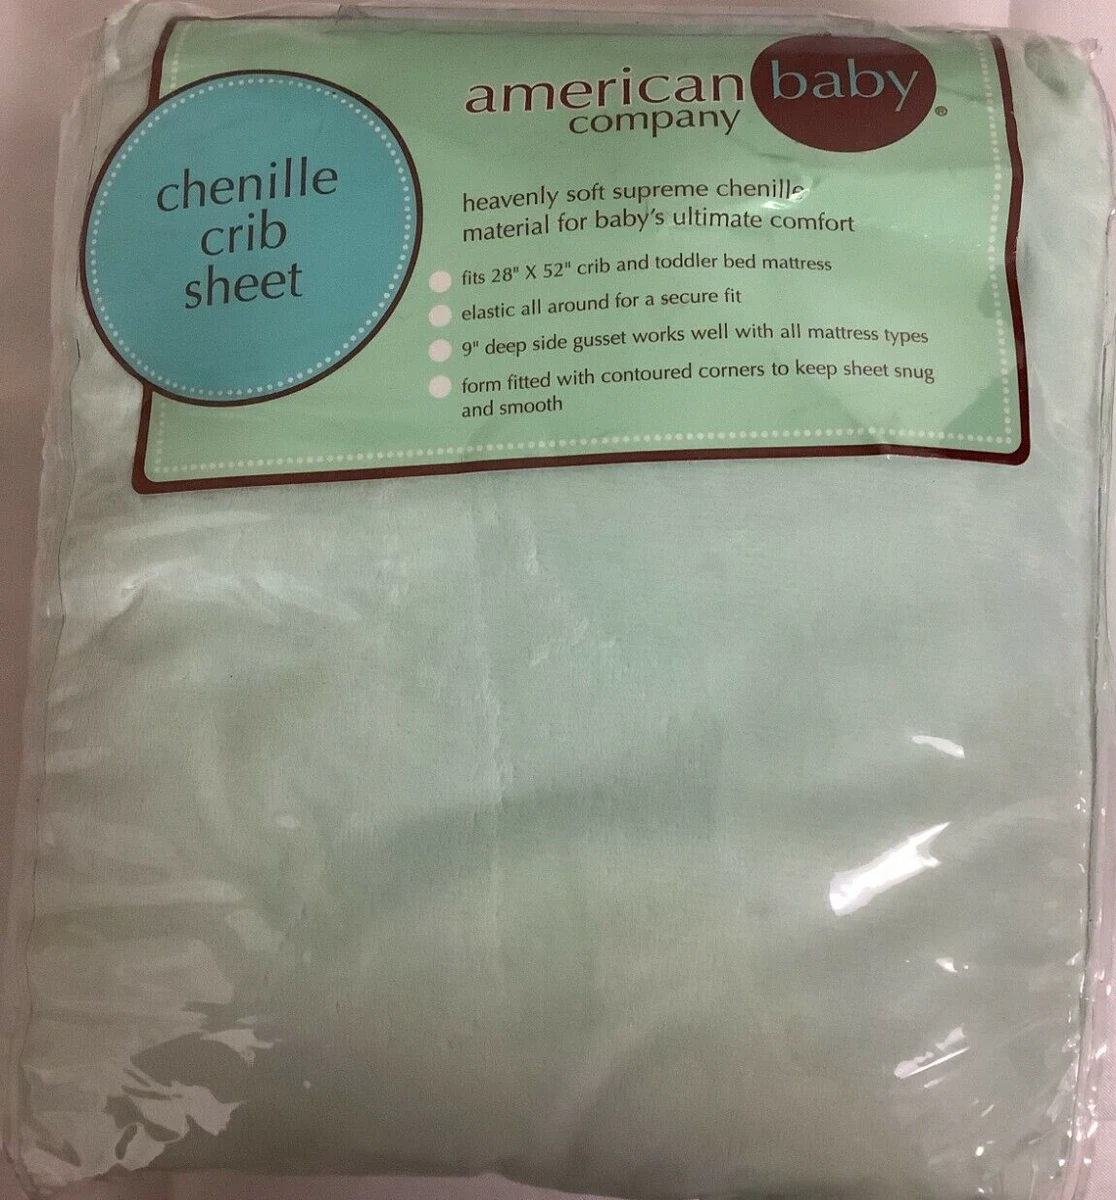 chenille
crib
sheet
american baby ®
company
heavenly soft supreme chenille
material for baby's ultimate comfort
fits 28" X 52" crib and toddler bed mattress
elastic all around for a secure fit
9" deep side gusset works well with all mattress types
form fitted with contoured corners to keep sheet snug
and smooth